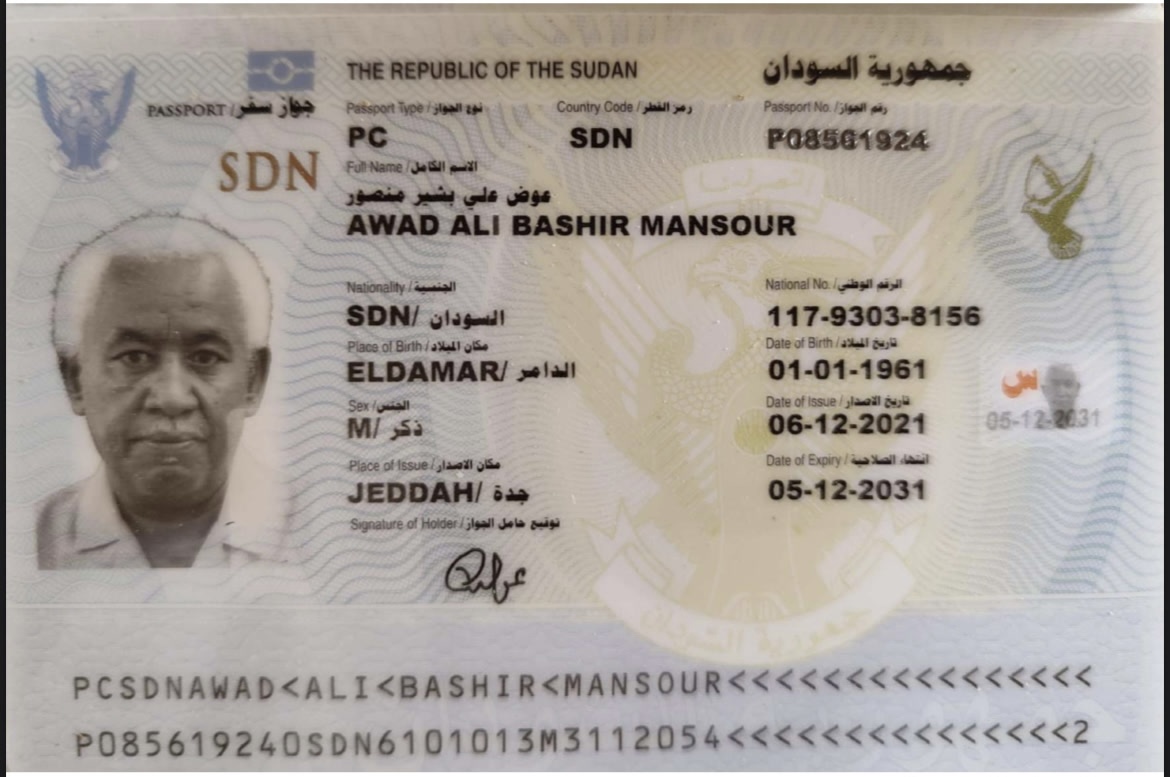 THE REPUBLIC OF THE SUDAN
جمهورية السودان
PASSPORT / جواز سفر
Passport Type / نوع الجواز
Country Code / رمز القطر
Passport No. / رقم الجواز
PC
SDN
P08561924
SDN
Full Name / الاسم الكامل
عوض علي بشير منصور
AWAD ALI BASHIR MANSOUR
النصر لنا
Nationality / الجنسية
National No. / الرقم الوطني
SDN/ السودان
117-9303-8156
Place of Birth / مكان الميلاد
Date of Birth / تاريخ الميلاد
ELDAMAR/ الدامر
01-01-1961
Sex / الجنس
Date of Issue / تاريخ الاصدار
M/ ذكر
06-12-2021
س
05-12-2031
Place of Issue / مكان الاصدار
Date of Expiry / انتهاء الصلاحية
JEDDAH/ جدة
05-12-2031
Signature of Holder / توقيع حامل الجواز
جمهورية السودان
PCSDNAWAD<ALI<BASHIR<MANSOUR<<<<<<<<<<<<<<<<
P085619240SDN6101013M3112054<<<<<<<<<<<<<<<2